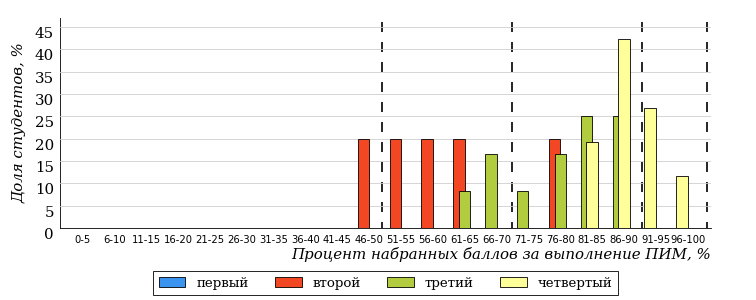 Доля студентов, %
45
40
35
30
25
20
15
10
5
0
0-5 6-10 11-15 16-20 21-25 26-30 31-35 36-40 41-45 46-50 51-55 56-60 61-65 66-70 71-75 76-80 81-85 86-90 91-95 96-100
Процент набранных баллов за выполнение ПИМ, %
первый второй третий четвертый